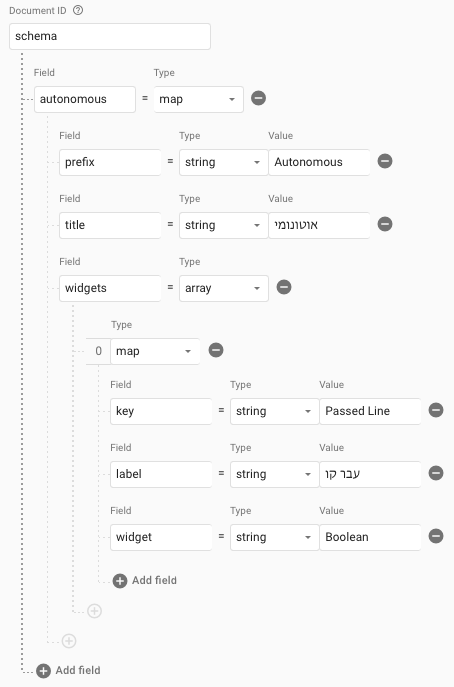 Document ID
schema
Field Type
autonomous = map
Field Type Value
prefix = string Autonomous
Field Type Value
title = string אוטונומי
Field Type
widgets = array
Type
0 map
Field Type Value
key = string Passed Line
Field Type Value
label = string עבר קו
Field Type Value
widget = string Boolean
Add field
Add field